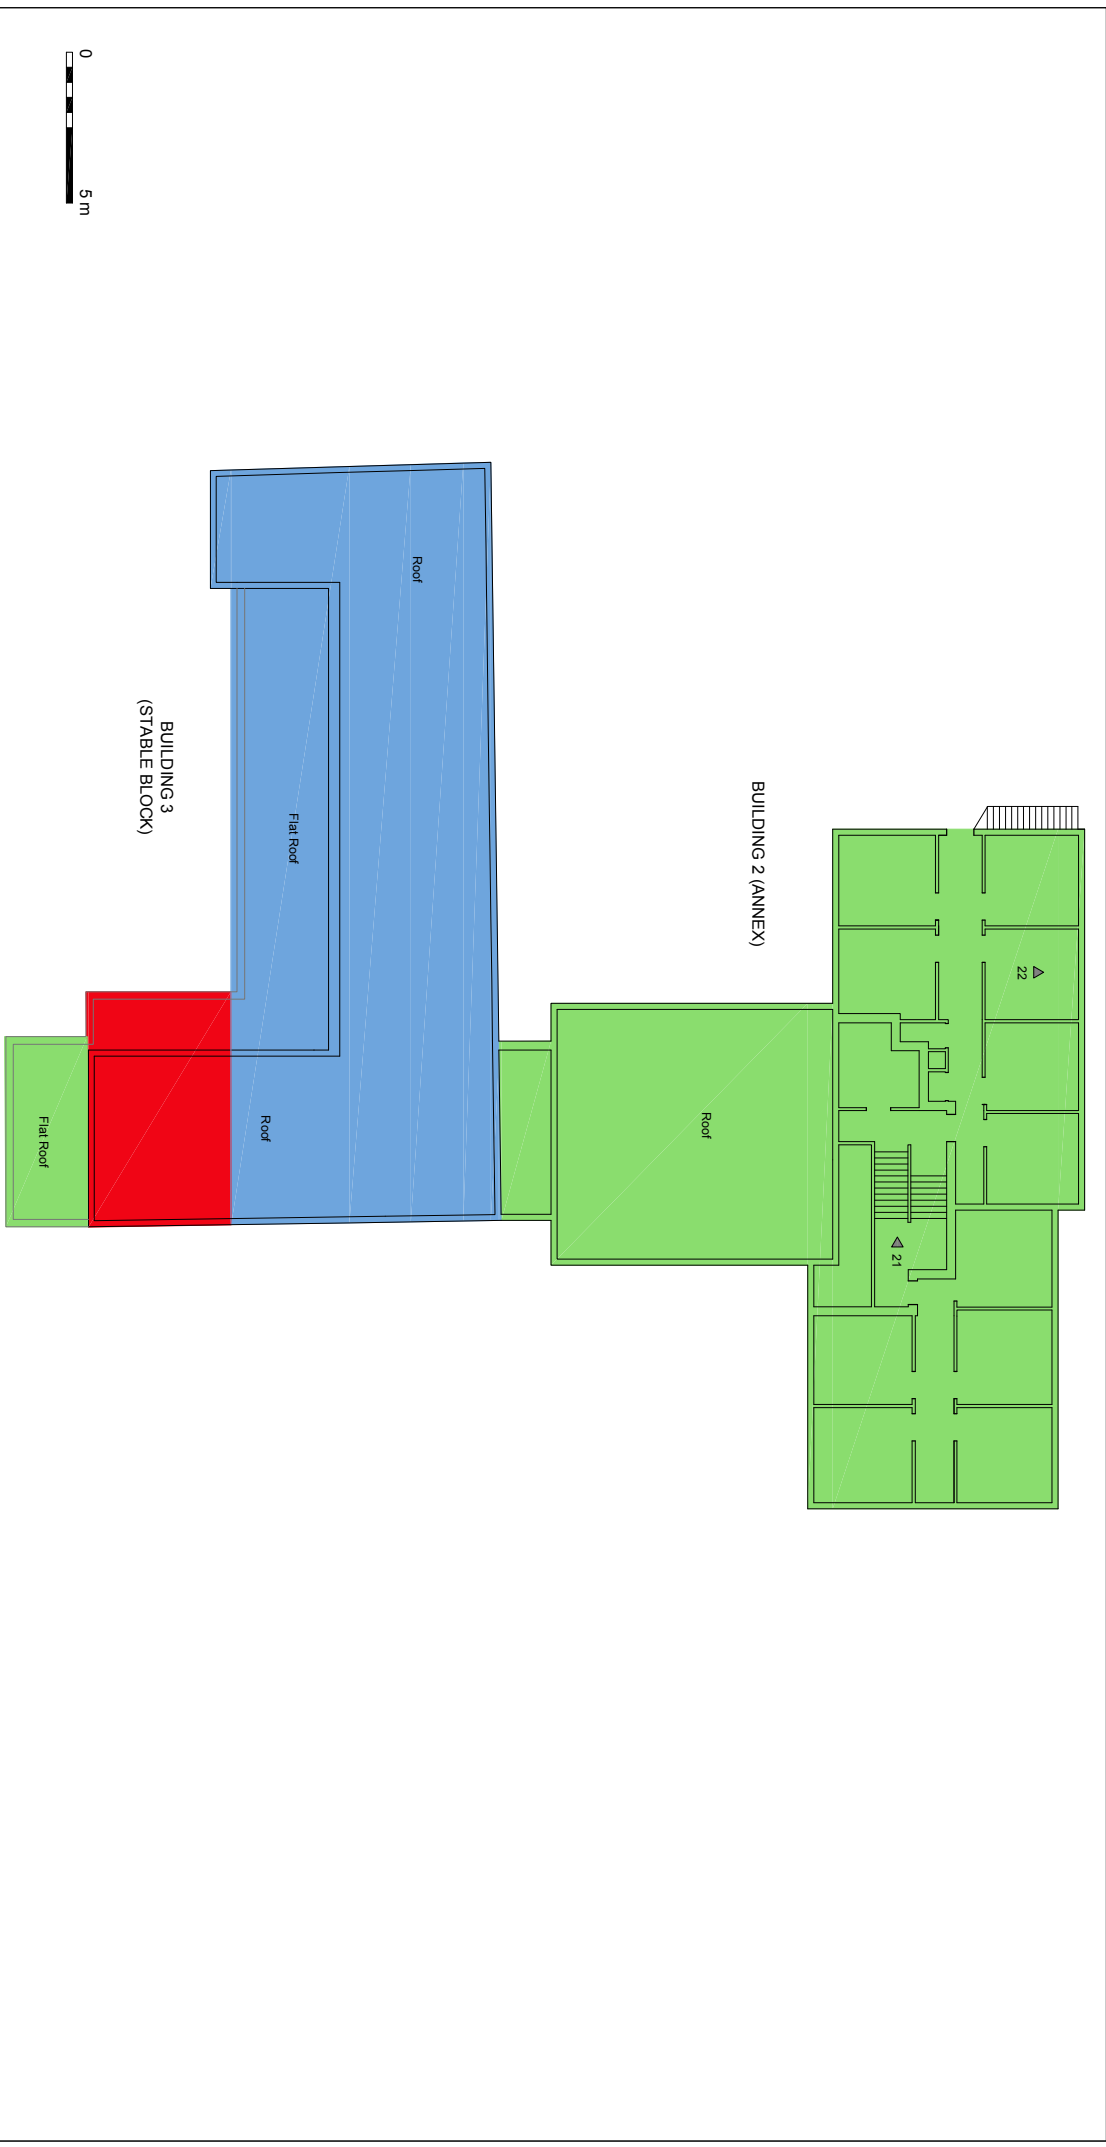 22
21
BUILDING 2 (ANNEX)
Roof
Roof
Flat Roof
Roof
BUILDING 3
(STABLE BLOCK)
Flat Roof
0
5 m